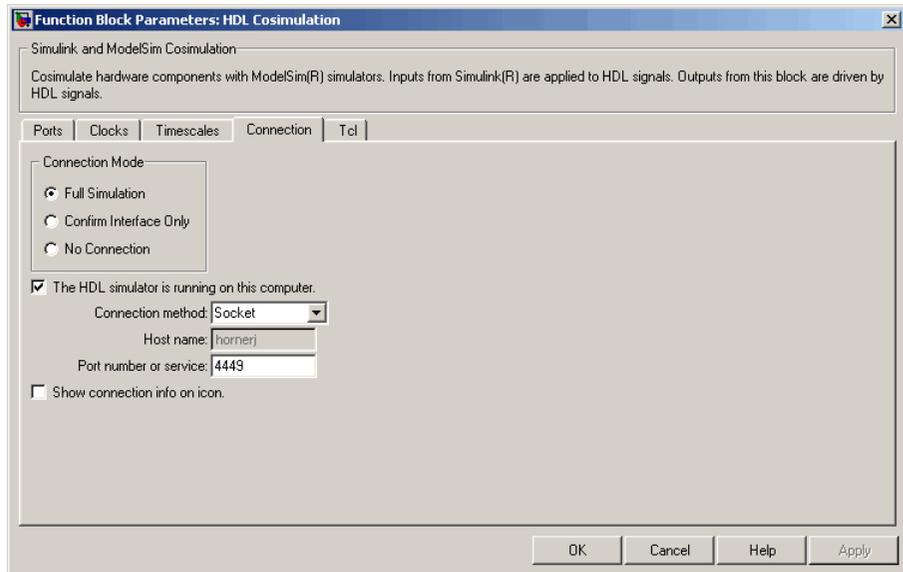 Function Block Parameters: HDL Cosimulation
Simulink and ModelSim Cosimulation
Cosimulate hardware components with ModelSim(R) simulators. Inputs from Simulink(R) are applied to HDL signals. Outputs from this block are driven by
HDL signals.
Ports Clocks Timescales Connection Tcl
Connection Mode
Full Simulation
Confirm Interface Only
No Connection
The HDL simulator is running on this computer.
Connection method: Socket
Host name: hornerj
Port number or service: 4449
Show connection info on icon.
OK Cancel Help Apply